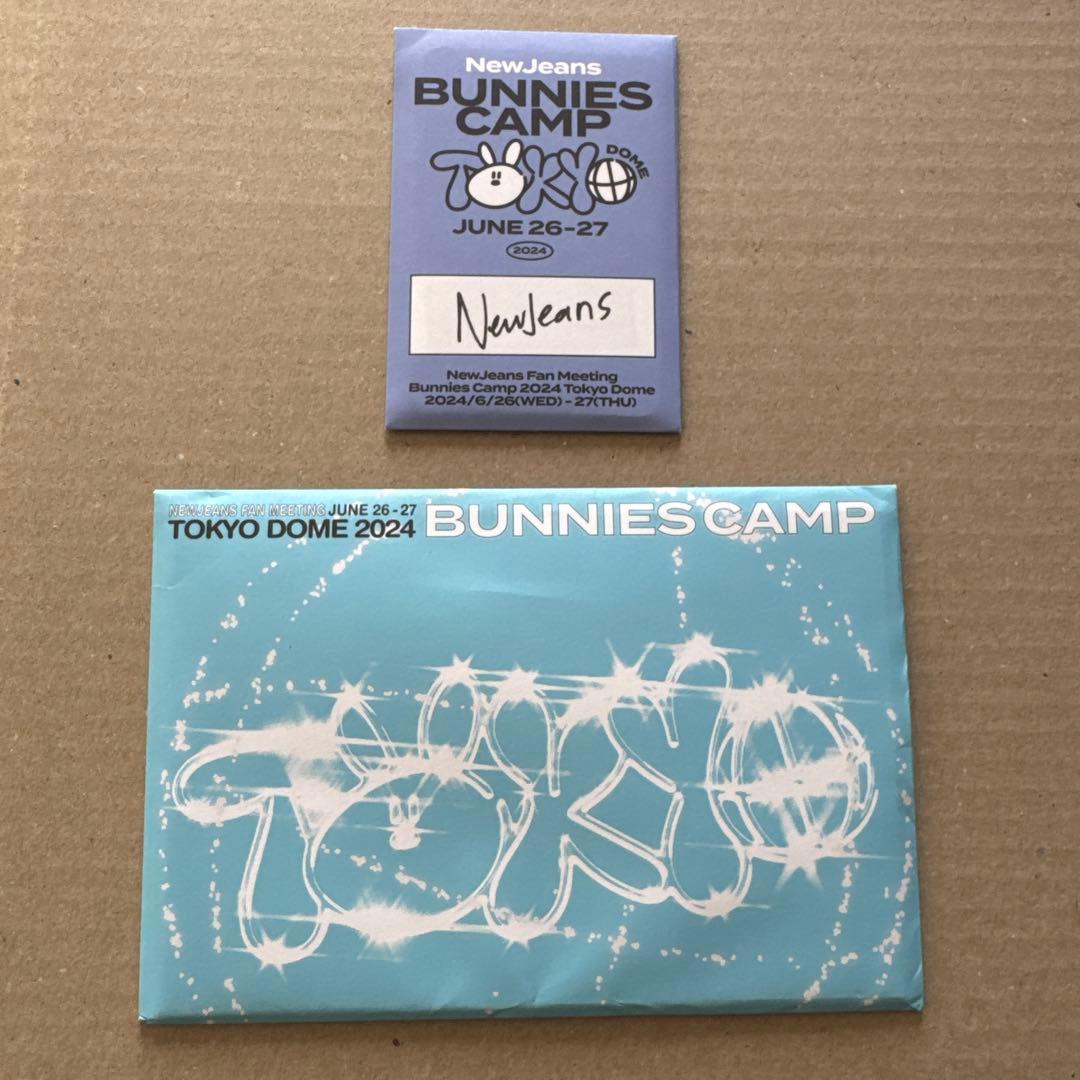 NewJeans
BUNNIES
CAMP
TOKYO
DOME
JUNE 26-27
2024
NewJeans
NewJeans Fan Meeting
Bunnies Camp 2024 Tokyo Dome
2024/6/26(WED) - 27(THU)
NEWJEANS FAN MEETING JUNE 26 - 27
TOKYO DOME 2024
BUNNIES CAMP
TOKYO